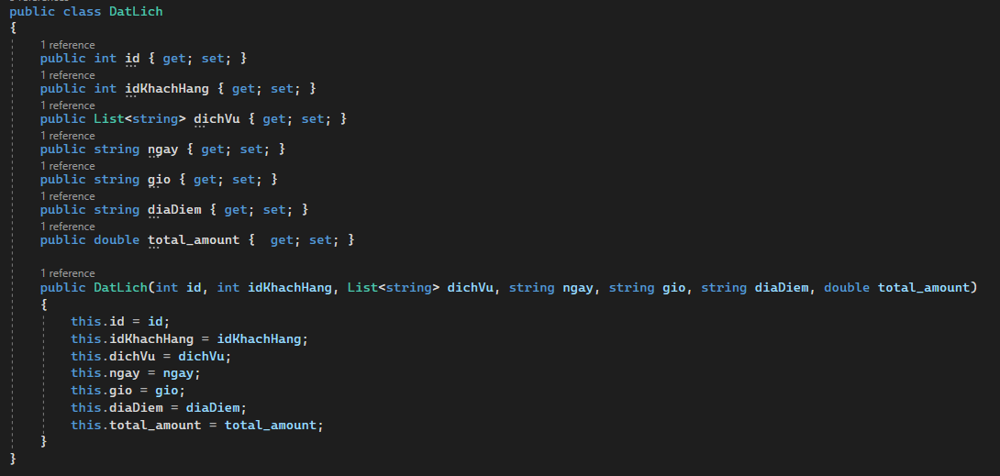 public class DatLich
{
1 reference
public int id { get; set; }
1 reference
public int idKhachHang { get; set; }
1 reference
public List<string> dichVu { get; set; }
1 reference
public string ngay { get; set; }
1 reference
public string gio { get; set; }
1 reference
public string diaDiem { get; set; }
1 reference
public double total_amount {  get; set; }
1 reference
public DatLich(int id, int idKhachHang, List<string> dichVu, string ngay, string gio, string diaDiem, double total_amount)
{
this.id = id;
this.idKhachHang = idKhachHang;
this.dichVu = dichVu;
this.ngay = ngay;
this.gio = gio;
this.diaDiem = diaDiem;
this.total_amount = total_amount;
}
}